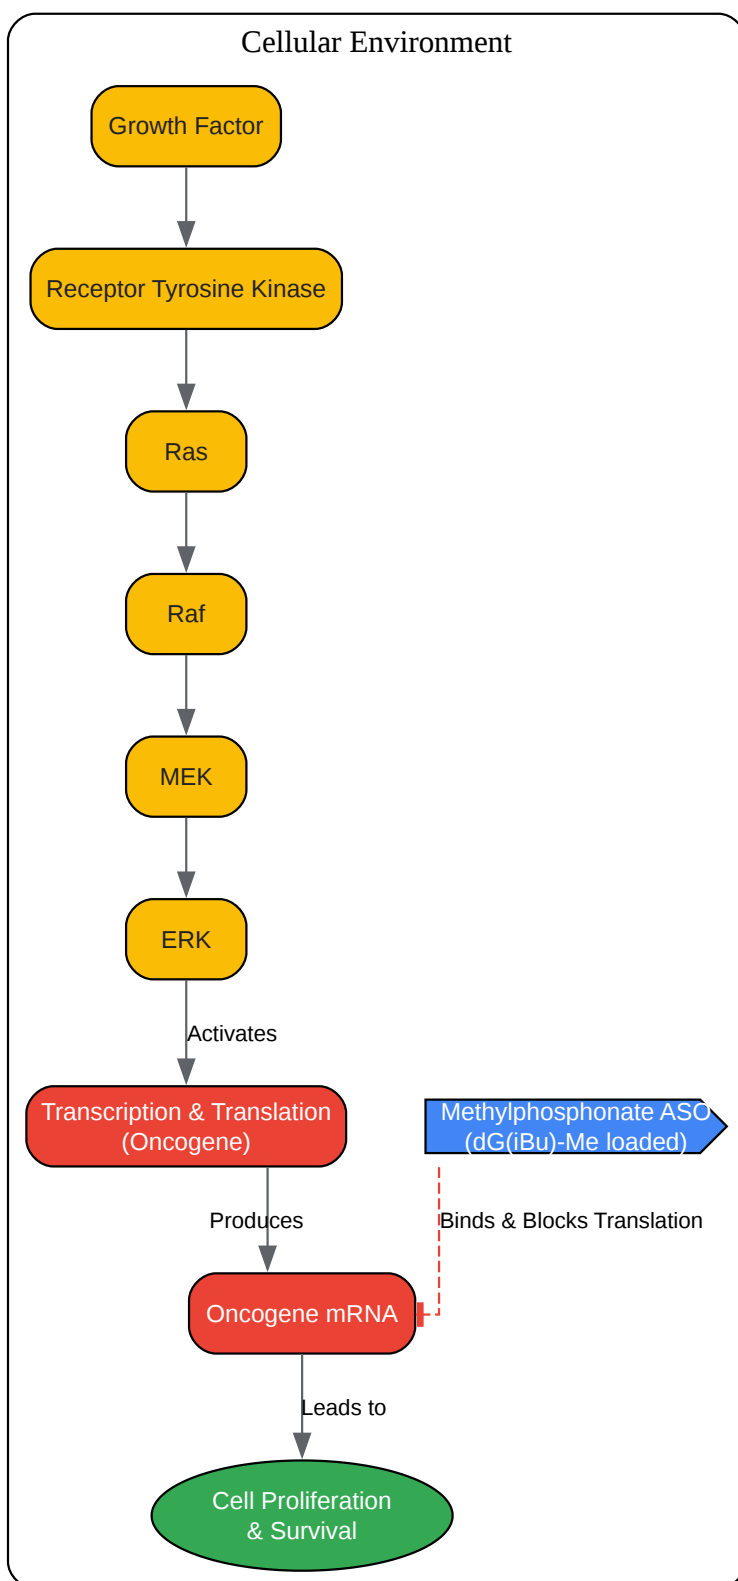 Cellular Environment
Growth Factor
Receptor Tyrosine Kinase
Ras
Raf
MEK
ERK
Activates
Transcription & Translation
(Oncogene)
Methylphosphonate ASO
(dG(iBu)-Me loaded)
Produces
Binds & Blocks Translation
Oncogene mRNA
Leads to
Cell Proliferation
& Survival